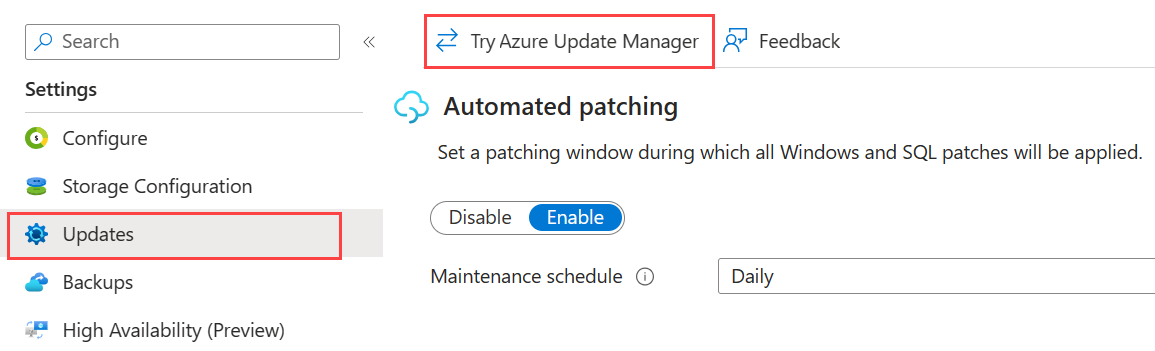 Search
Settings
Configure
Storage Configuration
Updates
Backups
High Availability (Preview)
Try Azure Update Manager
Feedback
Automated patching
Set a patching window during which all Windows and SQL patches will be applied.
Disable Enable
Maintenance schedule Daily